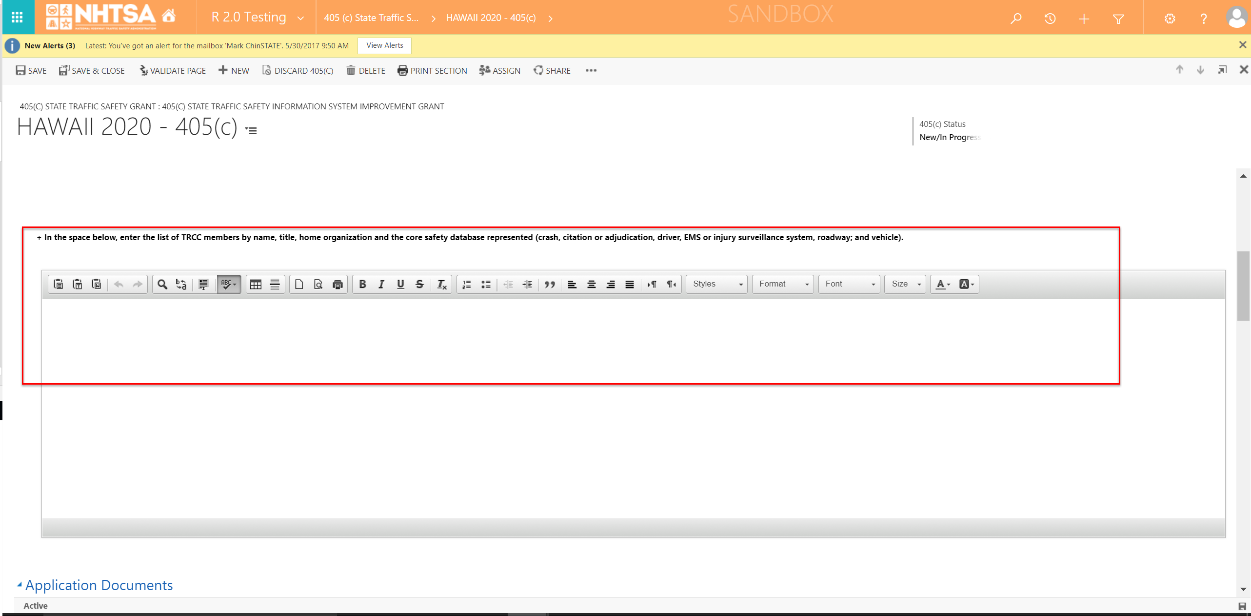 NHTSA R 2.0 Testing 405 (c) State Traffic S... HAWAII 2020 - 405(c) SANDBOX
New Alerts (3) Latest: You've got an alert for the mailbox 'Mark ChinSTATE'. 5/30/2017 9:50 AM View Alerts
SAVE SAVE & CLOSE VALIDATE PAGE NEW DISCARD 405(C) DELETE PRINT SECTION ASSIGN SHARE
405(C) STATE TRAFFIC SAFETY GRANT : 405(C) STATE TRAFFIC SAFETY INFORMATION SYSTEM IMPROVEMENT GRANT
HAWAII 2020 - 405(c)
405(c) Status
New/In Progress
+ In the space below, enter the list of TRCC members by name, title, home organization and the core safety database represented (crash, citation or adjudication, driver, EMS or injury surveillance system, roadway; and vehicle).
B I U S Styles Format Font Size A A
Application Documents
Active